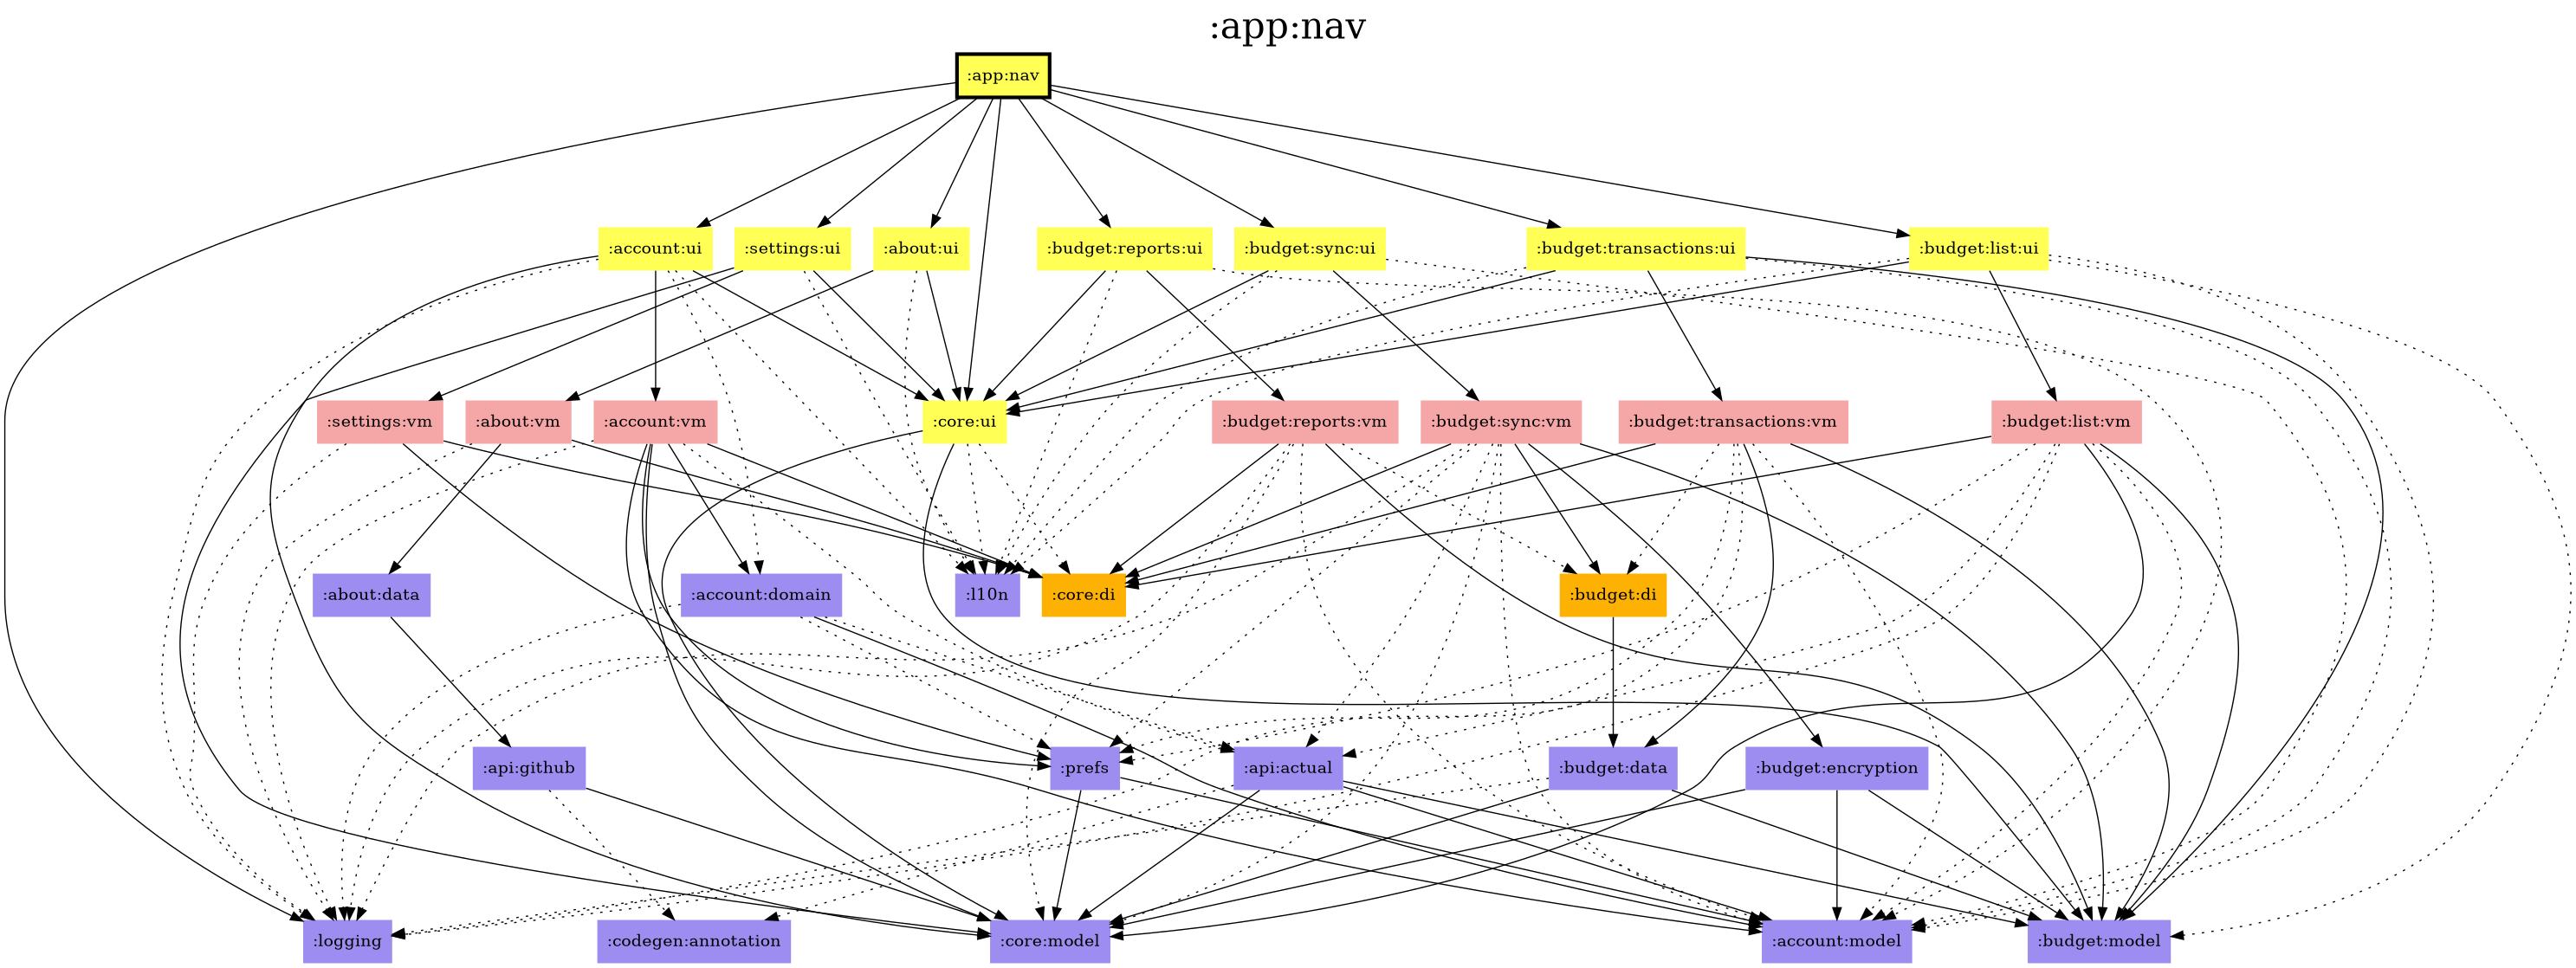 :app:nav
:app:nav
:account:ui
:settings:ui
:about:ui
:budget:reports:ui
:budget:sync:ui
:budget:transactions:ui
:budget:list:ui
:settings:vm
:about:vm
:account:vm
:core:ui
:budget:reports:vm
:budget:sync:vm
:budget:transactions:vm
:budget:list:vm
:about:data
:account:domain
:l10n
:core:di
:budget:di
:api:github
:prefs
:api:actual
:budget:data
:budget:encryption
:logging
:codegen:annotation
:core:model
:account:model
:budget:model